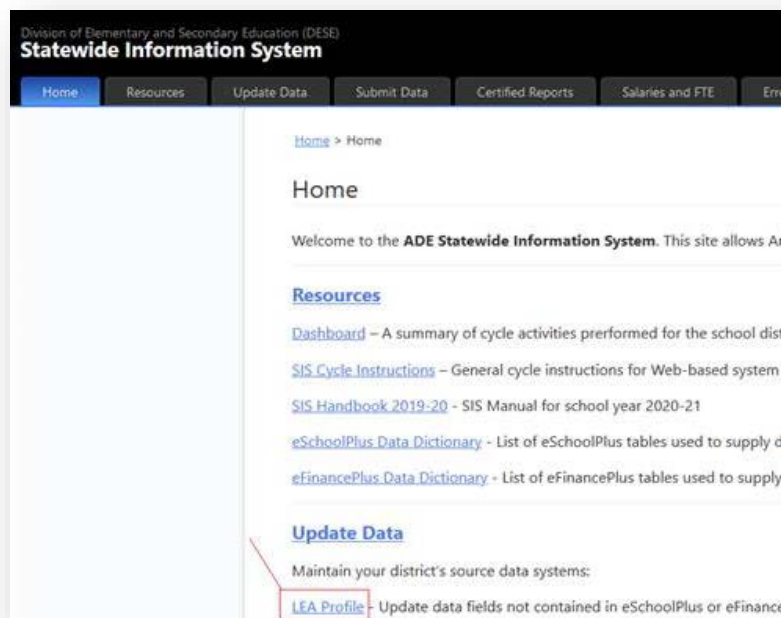 Division of Elementary and Secondary Education (DESE)
Statewide Information System
Home Resources Update Data Submit Data Certified Reports Salaries and FTE
Home > Home
Home
Welcome to the ADE Statewide Information System. This site allows
Resources
Dashboard – A summary of cycle activities prerformed for the school
SIS Cycle Instructions – General cycle instructions for Web-based system
SIS Handbook 2019-20 - SIS Manual for school year 2020-21
eSchoolPlus Data Dictionary - List of eSchoolPlus tables used to supply
eFinancePlus Data Dictionary - List of eFinancePlus tables used to supply
Update Data
Maintain your district's source data systems:
LEA Profile - Update data fields not contained in eSchoolPlus or